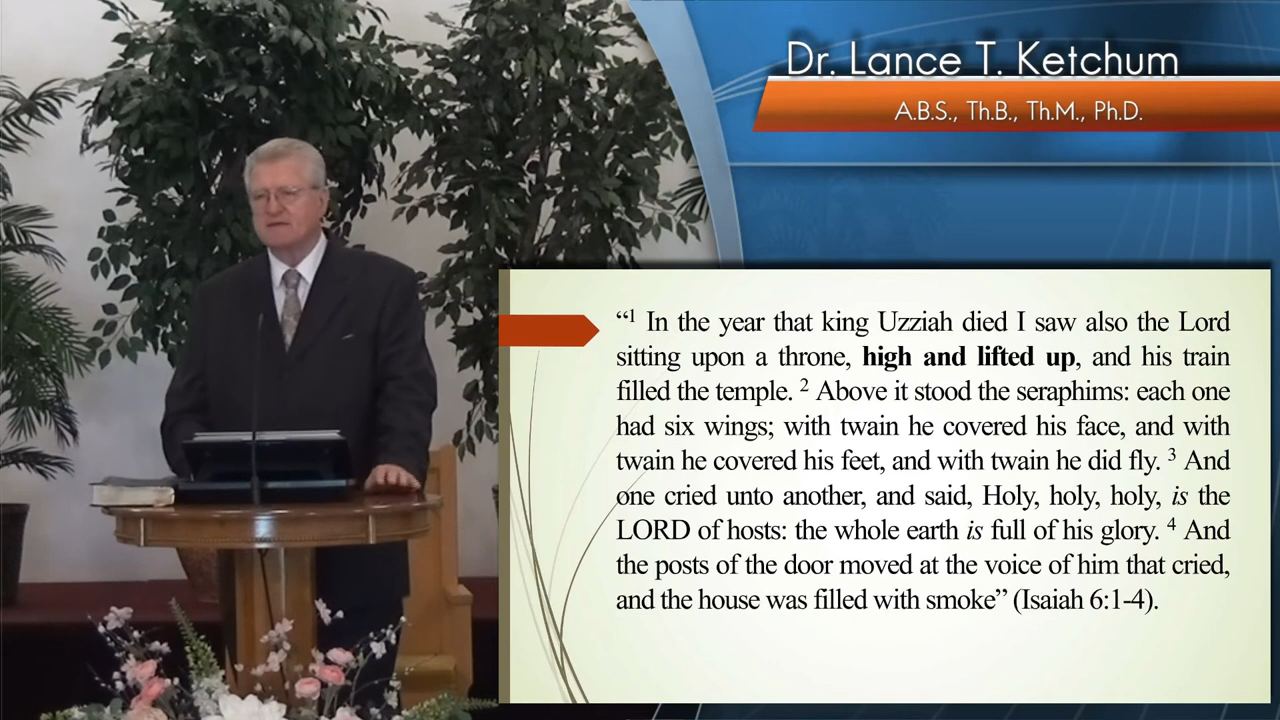 Dr. Lance T. Ketchum
A.B.S., Th.B., Th.M., Ph.D.
“1 In the year that king Uzziah died I saw also the Lord
sitting upon a throne, high and lifted up, and his train
filled the temple. 2 Above it stood the seraphims: each one
had six wings; with twain he covered his face, and with
twain he covered his feet, and with twain he did fly. 3 And
one cried unto another, and said, Holy, holy, holy, is the
LORD of hosts: the whole earth is full of his glory. 4 And
the posts of the door moved at the voice of him that cried,
and the house was filled with smoke” (Isaiah 6:1-4).